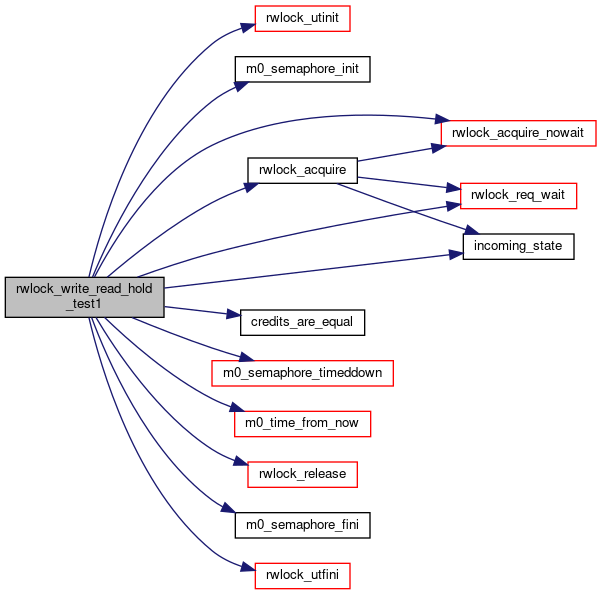 rwlock_utinit
m0_semaphore_init
rwlock_acquire_nowait
rwlock_acquire
rwlock_req_wait
incoming_state
rwlock_write_read_hold
_test1
credits_are_equal
m0_semaphore_timeddown
m0_time_from_now
rwlock_release
m0_semaphore_fini
rwlock_utfini